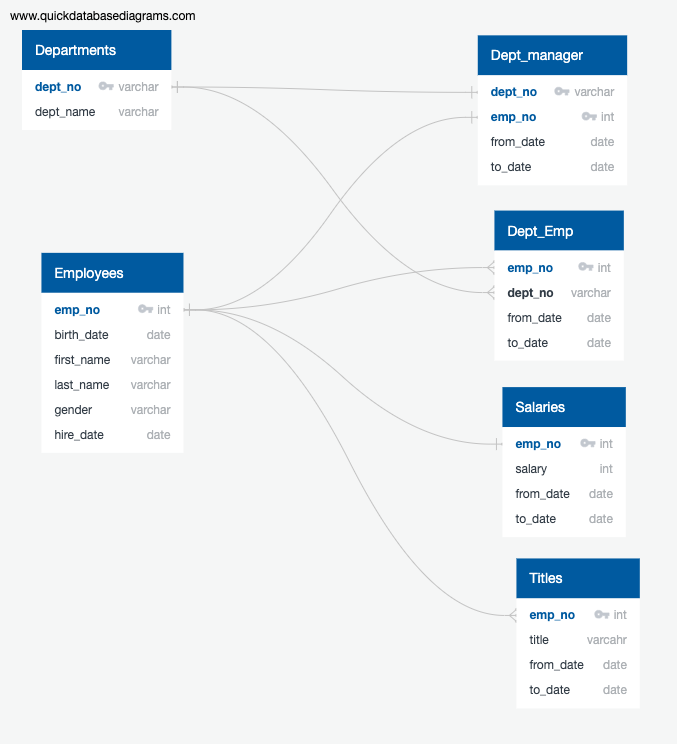 www.quickdatabasediagrams.com
Departments
dept_no varchar
dept_name varchar
Dept_manager
dept_no varchar
emp_no int
from_date date
to_date date
Dept_Emp
emp_no int
dept_no varchar
from_date date
to_date date
Employees
emp_no int
birth_date date
first_name varchar
last_name varchar
gender varchar
hire_date date
Salaries
emp_no int
salary int
from_date date
to_date date
Titles
emp_no int
title varcahr
from_date date
to_date date